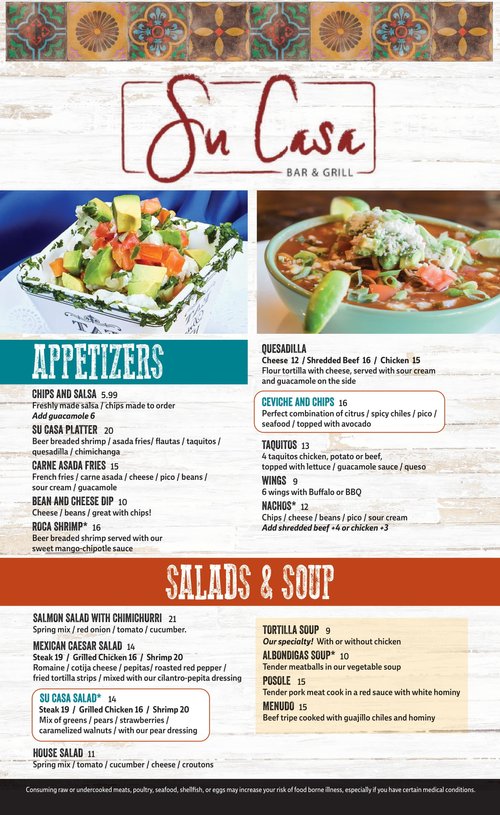 Su Casa
BAR & GRILL
APPETIZERS
CHIPS AND SALSA 5.99
Freshly made salsa / chips made to order
Add guacamole 6
SU CASA PLATTER 20
Beer breaded shrimp / asada fries/ flautas / taquitos /
quesadilla / chimichanga
CARNE ASADA FRIES 15
French fries / carne asada / cheese / pico / beans /
sour cream / guacamole
BEAN AND CHEESE DIP 10
Cheese / beans / great with chips!
ROCA SHRIMP* 16
Beer breaded shrimp served with our
sweet mango-chipotle sauce
QUESADILLA
Cheese 12 / Shredded Beef 16 / Chicken 15
Flour tortilla with cheese, served with sour cream
and guacamole on the side
CEVICHE AND CHIPS 16
Perfect combination of citrus / spicy chiles / pico /
seafood / topped with avocado
TAQUITOS 13
4 taquitos chicken, potato or beef,
topped with lettuce / guacamole sauce / queso
WINGS 9
6 wings with Buffalo or BBQ
NACHOS* 12
Chips / cheese / beans / pico / sour cream
Add shredded beef +4 or chicken +3
SALADS & SOUP
SALMON SALAD WITH CHIMICHURRI 21
Spring mix / red onion / tomato / cucumber.
MEXICAN CAESAR SALAD 14
Steak 19 / Grilled Chicken 16 / Shrimp 20
Romaine / cotija cheese / pepitas/ roasted red pepper /
fried tortilla strips / mixed with our cilantro-pepita dressing
SU CASA SALAD* 14
Steak 19 / Grilled Chicken 16 / Shrimp 20
Mix of greens / pears / strawberries /
caramelized walnuts / with our pear dressing
HOUSE SALAD 11
Spring mix / tomato / cucumber / cheese / croutons
TORTILLA SOUP 9
Our specialty! With or without chicken
ALBONDIGAS SOUP* 10
Tender meatballs in our vegetable soup
POSOLE 15
Tender pork meat cook in a red sauce with white hominy
MENUDO 15
Beef tripe cooked with guajillo chiles and hominy
Consuming raw or undercooked meats, poultry, seafood, shellfish, or eggs may increase your risk of food borne illness, especially if you have certain medical conditions.